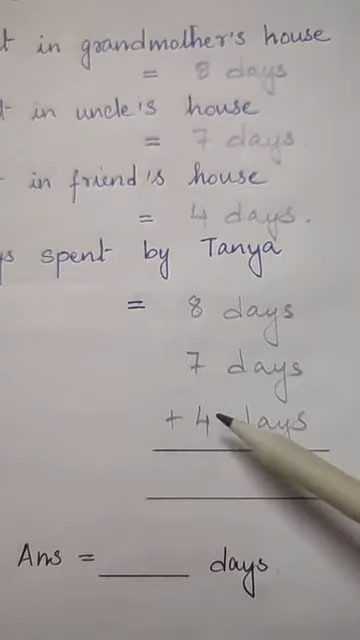 in grandmother's house
= 8 days
in uncle's house
= 7 days
in friend's house
= 4 days.
spent by Tanya
= 8 days
7 days
+ 4 days
Ans = ______ days.